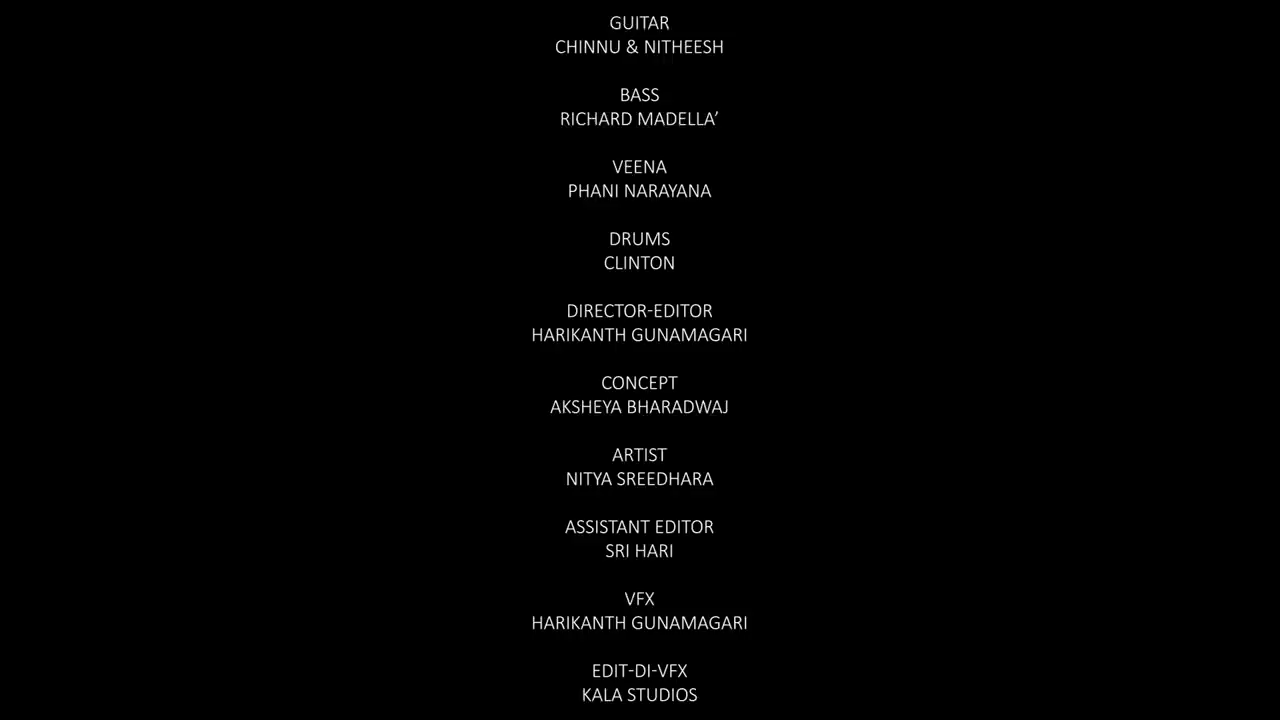 GUITAR
CHINNU & NITHEESH
BASS
RICHARD MADELLA’
VEENA
PHANI NARAYANA
DRUMS
CLINTON
DIRECTOR-EDITOR
HARIKANTH GUNAMAGARI
CONCEPT
AKSHEYA BHARADWAJ
ARTIST
NITYA SREEDHARA
ASSISTANT EDITOR
SRI HARI
VFX
HARIKANTH GUNAMAGARI
EDIT-DI-VFX
KALA STUDIOS